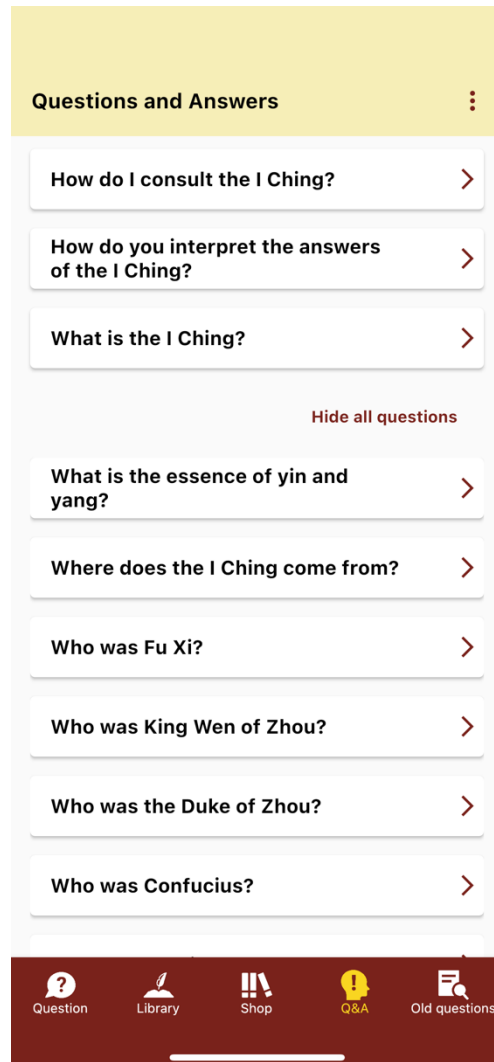 Questions and Answers
How do I consult the I Ching?
How do you interpret the answers
of the I Ching?
What is the I Ching?
Hide all questions
What is the essence of yin and
yang?
Where does the I Ching come from?
Who was Fu Xi?
Who was King Wen of Zhou?
Who was the Duke of Zhou?
Who was Confucius?
Question
Library
Shop
Q&A
Old questions